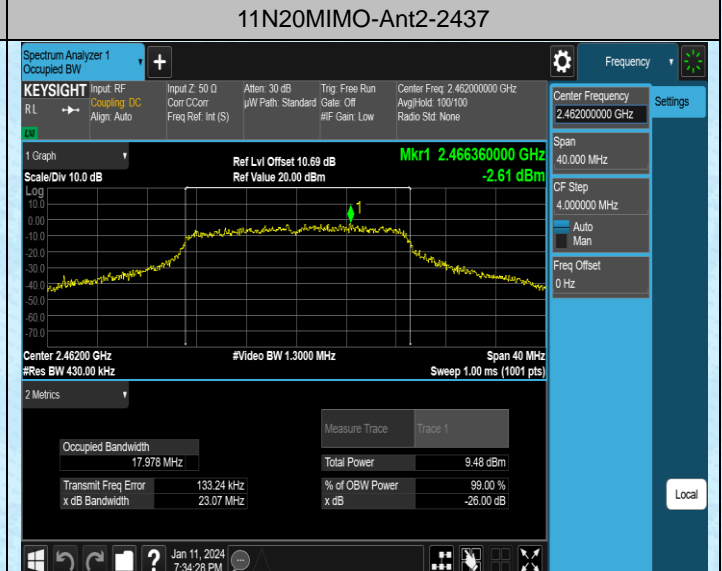 11N20MIMO-Ant2-2437
Spectrum Analyzer 1
Occupied BW
+
Frequency
KEYSIGHT
RL
Input: RF
Coupling: DC
Align: Auto
Input Z: 50 Ω
Corr CCorr
Freq Ref: Int (S)
Atten: 30 dB
µW Path: Standard
Trig: Free Run
Gate: Off
#IF Gain: Low
Center Freq: 2.462000000 GHz
Avg|Hold: 100/100
Radio Std: None
Center Frequency
2.462000000 GHz
Settings
Span
40.000 MHz
CF Step
4.000000 MHz
Auto
Man
Freq Offset
0 Hz
1 Graph
Scale/Div 10.0 dB
Ref Lvl Offset 10.69 dB
Ref Value 20.00 dBm
Mkr1 2.466360000 GHz
-2.61 dBm
Log
10.0
0.00
-10.0
-20.0
-30.0
-40.0
-50.0
-60.0
-70.0
1
Center 2.46200 GHz
#Res BW 430.00 kHz
#Video BW 1.3000 MHz
Span 40 MHz
Sweep 1.00 ms (1001 pts)
2 Metrics
Measure Trace Trace 1
Occupied Bandwidth
17.978 MHz
Total Power 9.48 dBm
Transmit Freq Error 133.24 kHz
% of OBW Power 99.00 %
x dB Bandwidth 23.07 MHz
x dB -26.00 dB
Local
?
Jan 11, 2024
7:34:28 PM